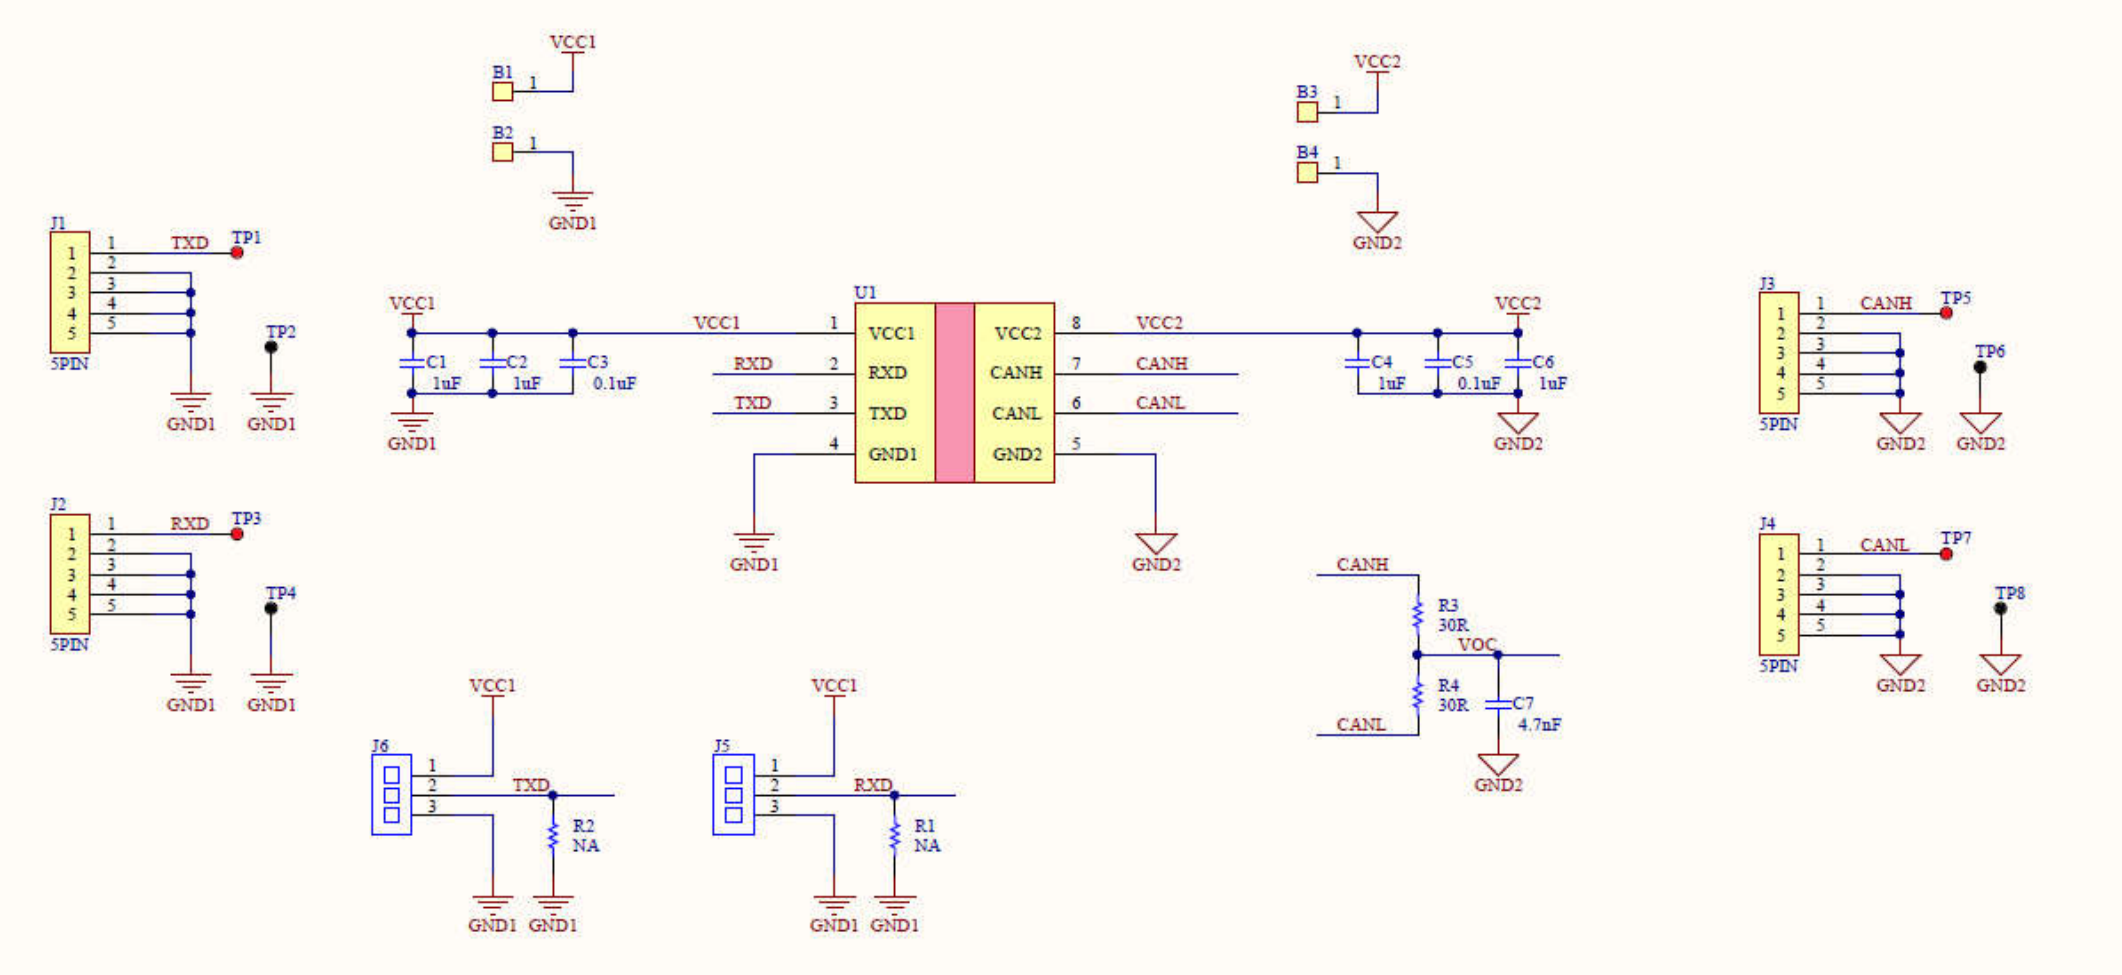 VCC1
B1
1
B2
1
GND1
VCC2
B3
1
B4
1
GND2
J1
1 1 TXD TP1
2 2
3 3
4 4
5 5
5PIN
GND1
TP2
GND1
VCC1
C1
1uF
C2
1uF
C3
0.1uF
GND1
U1
VCC1 1 VCC1
RXD 2 RXD
TXD 3 TXD
4 GND1
GND1
VCC2 8 VCC2
CANH 7 CANH
CANL 6 CANL
GND2 5
GND2
VCC2
C4
1uF
C5
0.1uF
C6
1uF
GND2
J3
1 1 CANH TP5
2 2
3 3
4 4
5 5
5PIN
GND2
TP6
GND2
J2
1 1 RXD TP3
2 2
3 3
4 4
5 5
5PIN
GND1
TP4
GND1
CANH
R3
30R
VOC
R4
30R
CANL
C7
4.7nF
GND2
J4
1 1 CANL TP7
2 2
3 3
4 4
5 5
5PIN
GND2
TP8
GND2
VCC1
J6
1
2 TXD
3
R2
NA
GND1 GND1
VCC1
J5
1
2 RXD
3
R1
NA
GND1 GND1